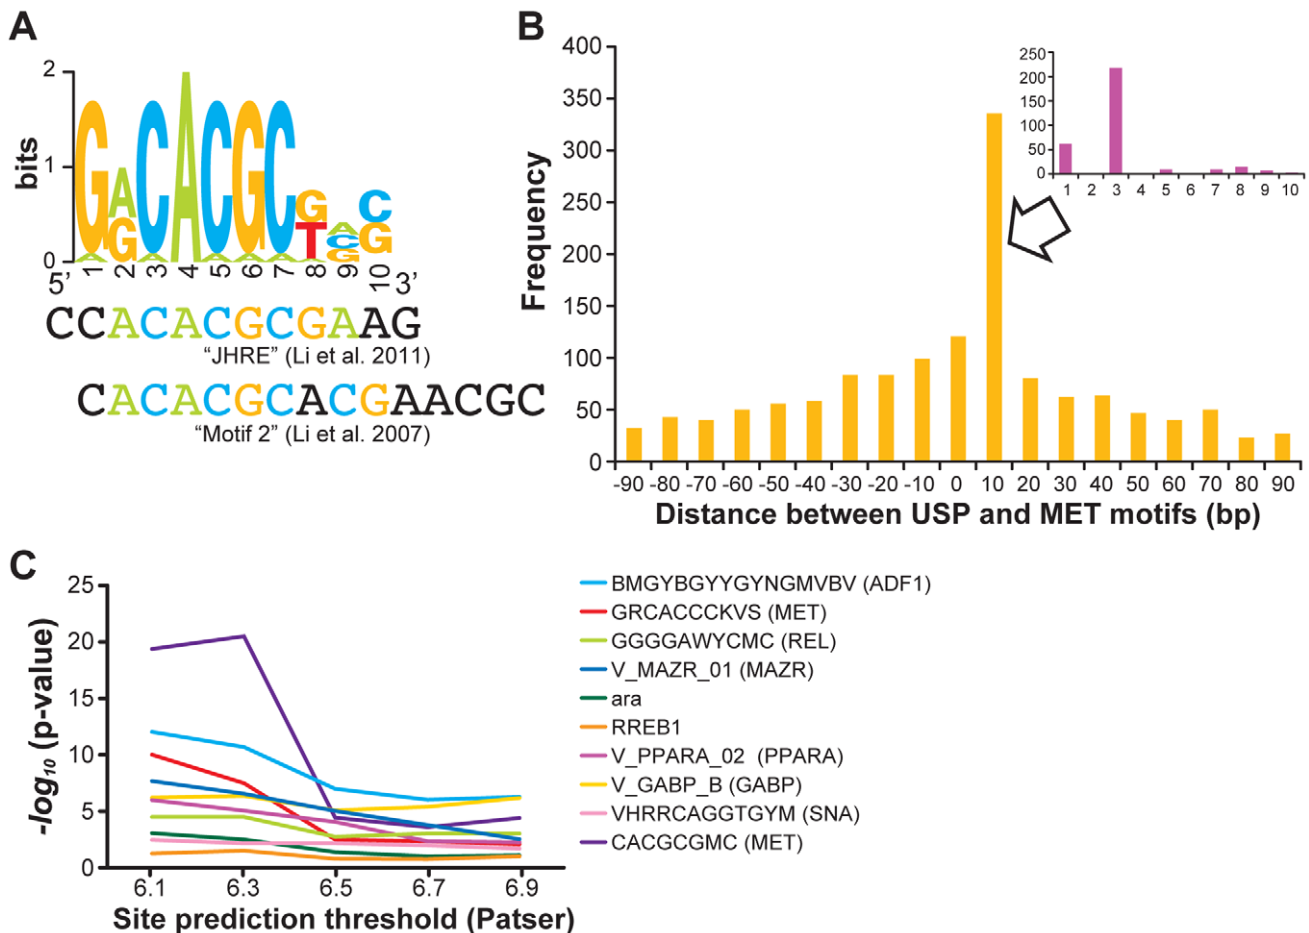 A
2
bits
1
0
GACACGCGAC
GTCG
G
5' 1 2 3 4 5 6 7 8 9 10 3'
CCACACGCGAAG
“JHRE” (Li et al. 2011)
CACACGCACGAACGC
“Motif 2” (Li et al. 2007)
B
400
350
300
250
200
150
100
50
0
Frequency
-90 -80 -70 -60 -50 -40 -30 -20 -10 0 10 20 30 40 50 60 70 80 90
Distance between USP and MET motifs (bp)
250
200
150
100
50
0
1 2 3 4 5 6 7 8 9 10
C
25
20
15
10
5
0
-log10 (p-value)
6.1 6.3 6.5 6.7 6.9
Site prediction threshold (Patser)
BMGYBGYYGYNGMVBV (ADF1)
GRCACCCKVS (MET)
GGGGAWYCMC (REL)
V_MAZR_01 (MAZR)
ara
RREB1
V_PPARA_02 (PPARA)
V_GABP_B (GABP)
VHRRCAGGTGYM (SNA)
CACGCGMC (MET)